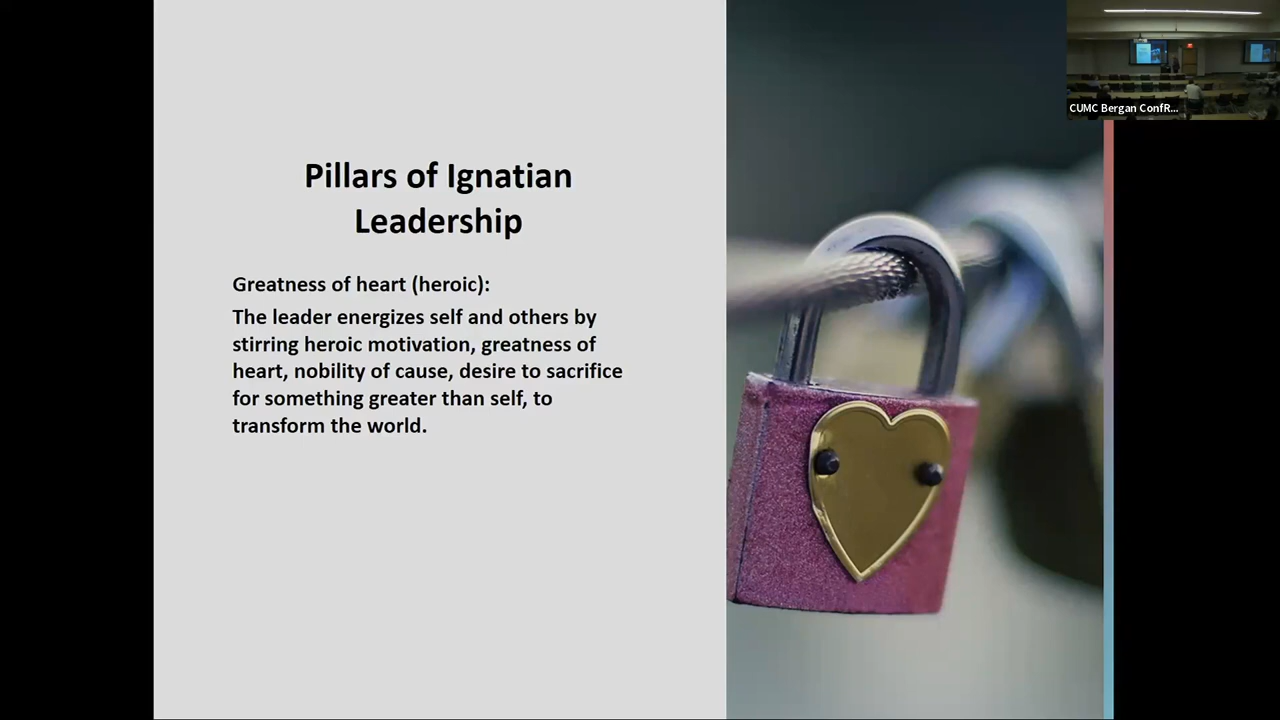 Pillars of Ignatian
Leadership
Greatness of heart (heroic):
The leader energizes self and others by
stirring heroic motivation, greatness of
heart, nobility of cause, desire to sacrifice
for something greater than self, to
transform the world.
CUMC Bergan ConfR...